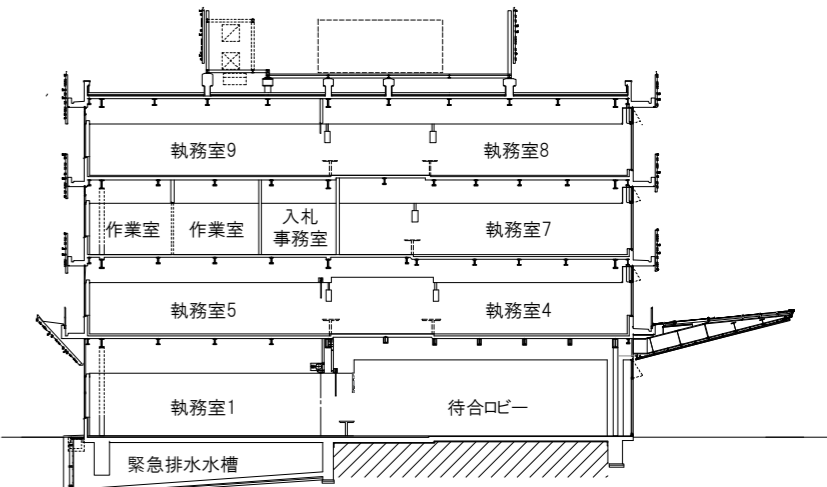 執務室9
執務室8
作業室
作業室
入札
事務室
執務室7
執務室5
執務室4
執務室1
待合ロビー
緊急排水水槽